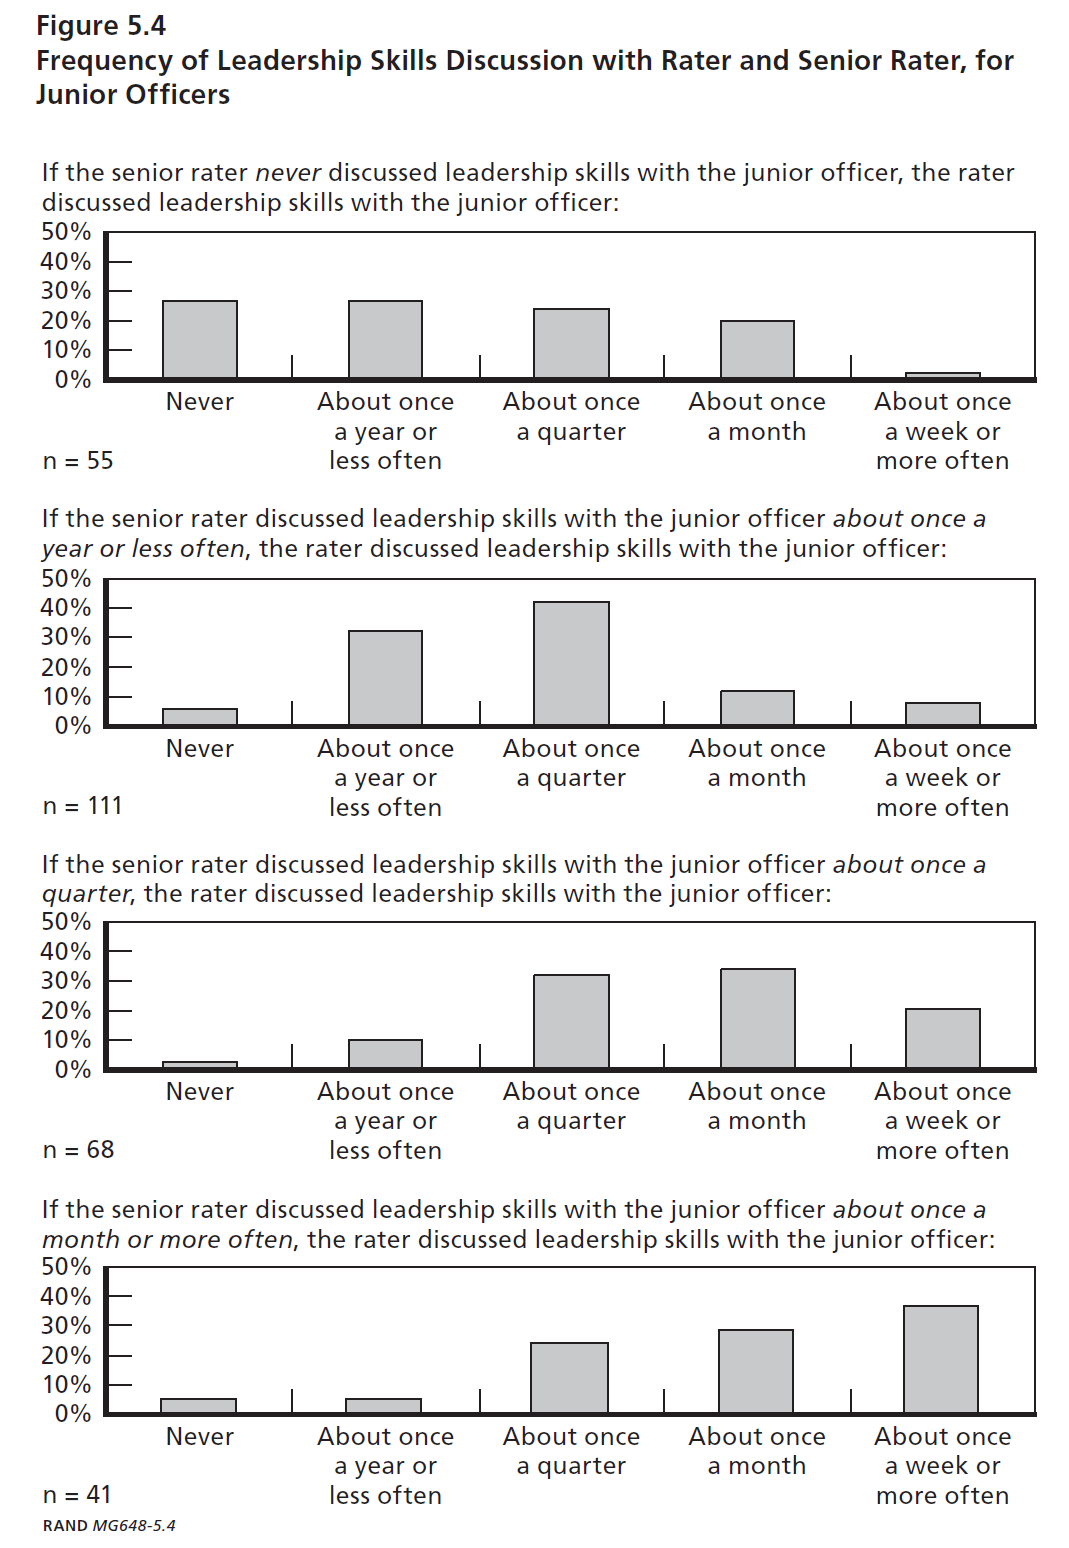 Figure 5.4
Frequency of Leadership Skills Discussion with Rater and Senior Rater, for
Junior Officers
If the senior rater never discussed leadership skills with the junior officer, the rater
discussed leadership skills with the junior officer:
50%
40%
30%
20%
10%
0%
Never
About once
a year or
less often
About once
a quarter
About once
a month
About once
a week or
more often
n = 55
If the senior rater discussed leadership skills with the junior officer about once a
year or less often, the rater discussed leadership skills with the junior officer:
50%
40%
30%
20%
10%
0%
Never
About once
a year or
less often
About once
a quarter
About once
a month
About once
a week or
more often
n = 111
If the senior rater discussed leadership skills with the junior officer about once a
quarter, the rater discussed leadership skills with the junior officer:
50%
40%
30%
20%
10%
0%
Never
About once
a year or
less often
About once
a quarter
About once
a month
About once
a week or
more often
n = 68
If the senior rater discussed leadership skills with the junior officer about once a
month or more often, the rater discussed leadership skills with the junior officer:
50%
40%
30%
20%
10%
0%
Never
About once
a year or
less often
About once
a quarter
About once
a month
About once
a week or
more often
n = 41
RAND MG648-5.4